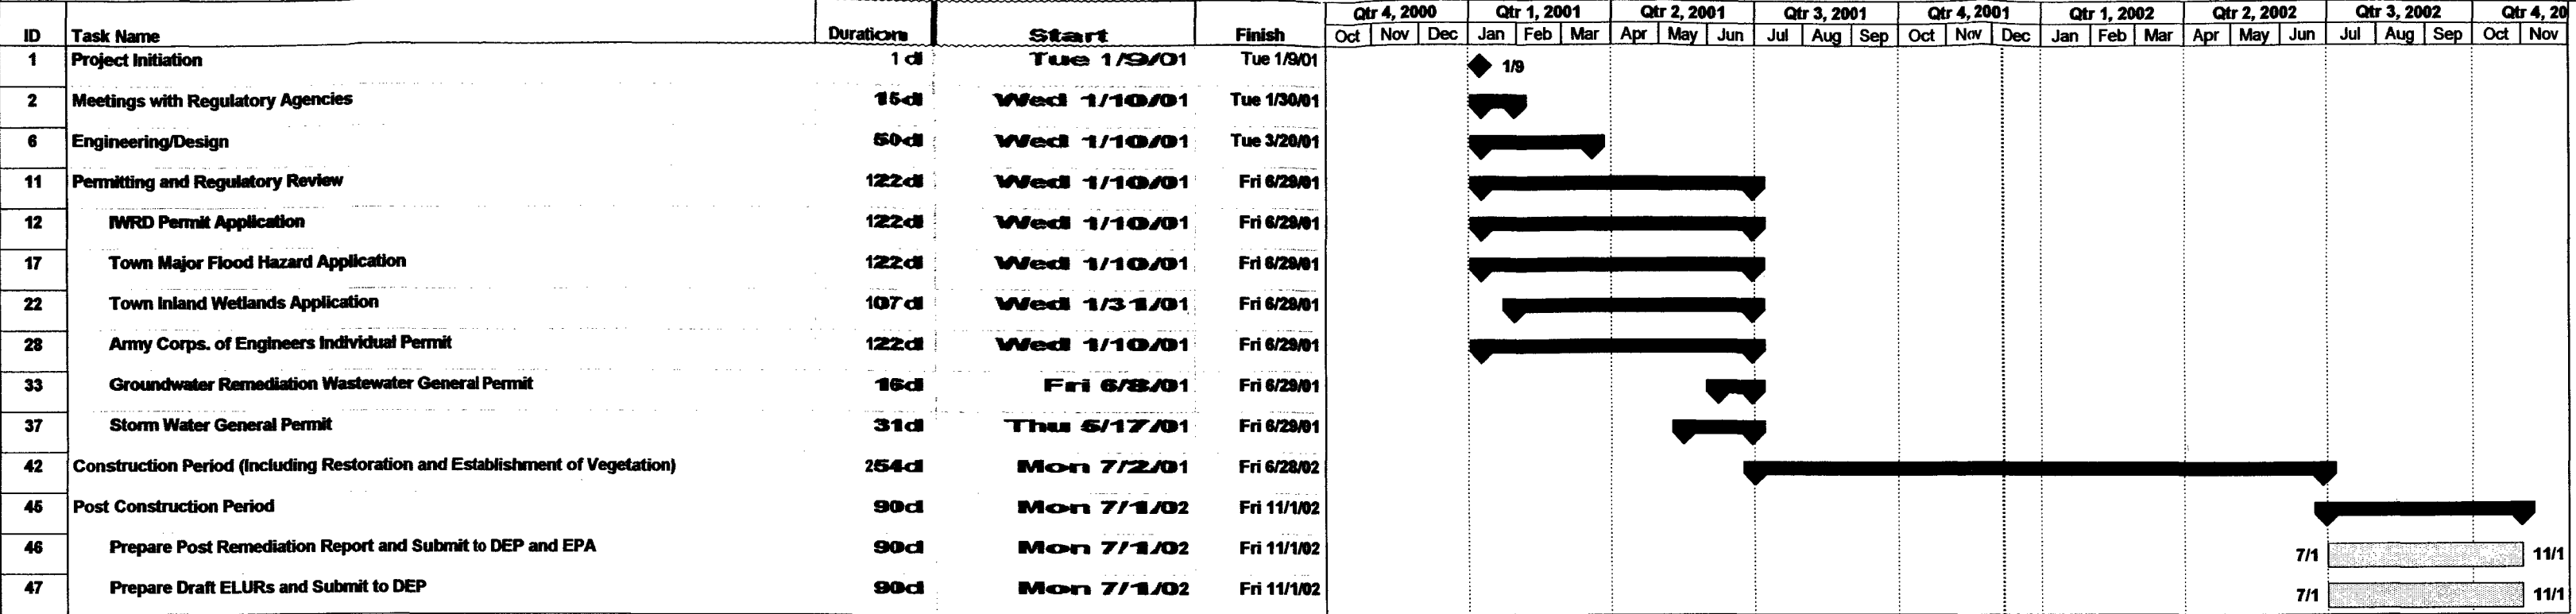 Qtr 4, 2000 Qtr 1, 2001 Qtr 2, 2001 Qtr 3, 2001 Qtr 4, 2001 Qtr 1, 2002 Qtr 2, 2002 Qtr 3, 2002 Qtr 4, 20
ID Task Name Duration Start Finish Oct Nov Dec Jan Feb Mar Apr May Jun Jul Aug Sep Oct Nov Dec Jan Feb Mar Apr May Jun Jul Aug Sep Oct Nov
1 Project Initiation 1 d Tue 1/9/01 Tue 1/9/01 1/9
2 Meetings with Regulatory Agencies 15d Wed 1/10/01 Tue 1/30/01
6 Engineering/Design 50d Wed 1/10/01 Tue 3/20/01
11 Permitting and Regulatory Review 122d Wed 1/10/01 Fri 6/29/01
12 IWRD Permit Application 122d Wed 1/10/01 Fri 6/29/01
17 Town Major Flood Hazard Application 122d Wed 1/10/01 Fri 6/29/01
22 Town Inland Wetlands Application 107d Wed 1/31/01 Fri 6/29/01
28 Army Corps. of Engineers Individual Permit 122d Wed 1/10/01 Fri 6/29/01
33 Groundwater Remediation Wastewater General Permit 16d Fri 6/8/01 Fri 6/29/01
37 Storm Water General Permit 31d Thu 5/17/01 Fri 6/29/01
42 Construction Period (Including Restoration and Establishment of Vegetation) 254d Mon 7/2/01 Fri 6/28/02
45 Post Construction Period 90d Mon 7/1/02 Fri 11/1/02
46 Prepare Post Remediation Report and Submit to DEP and EPA 90d Mon 7/1/02 Fri 11/1/02 7/1 11/1
47 Prepare Draft ELURs and Submit to DEP 90d Mon 7/1/02 Fri 11/1/02 7/1 11/1